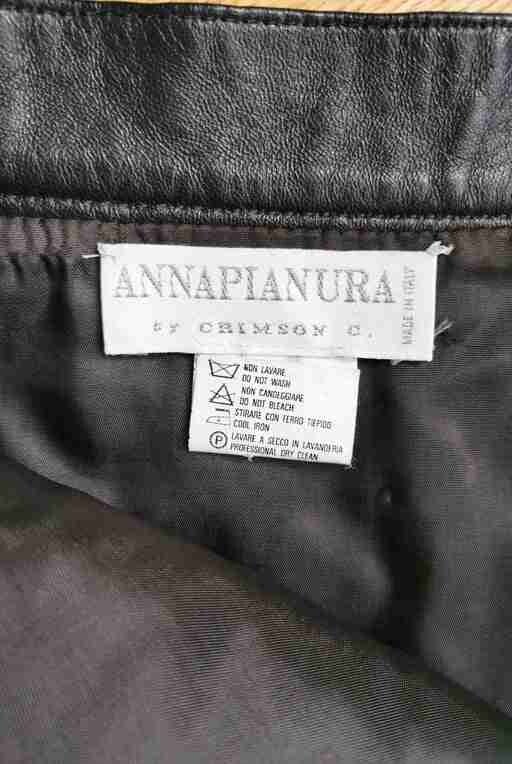 ANNAPIANURA
by CRIMSON C.
MADE IN ITALY
NON LAVARE
DO NOT WASH
NON CANDEGGIARE
DO NOT BLEACH
STIRARE CON FERRO TIEPIDO
COOL IRON
P
LAVARE A SECCO IN LAVANDERIA
PROFESSIONAL DRY CLEAN